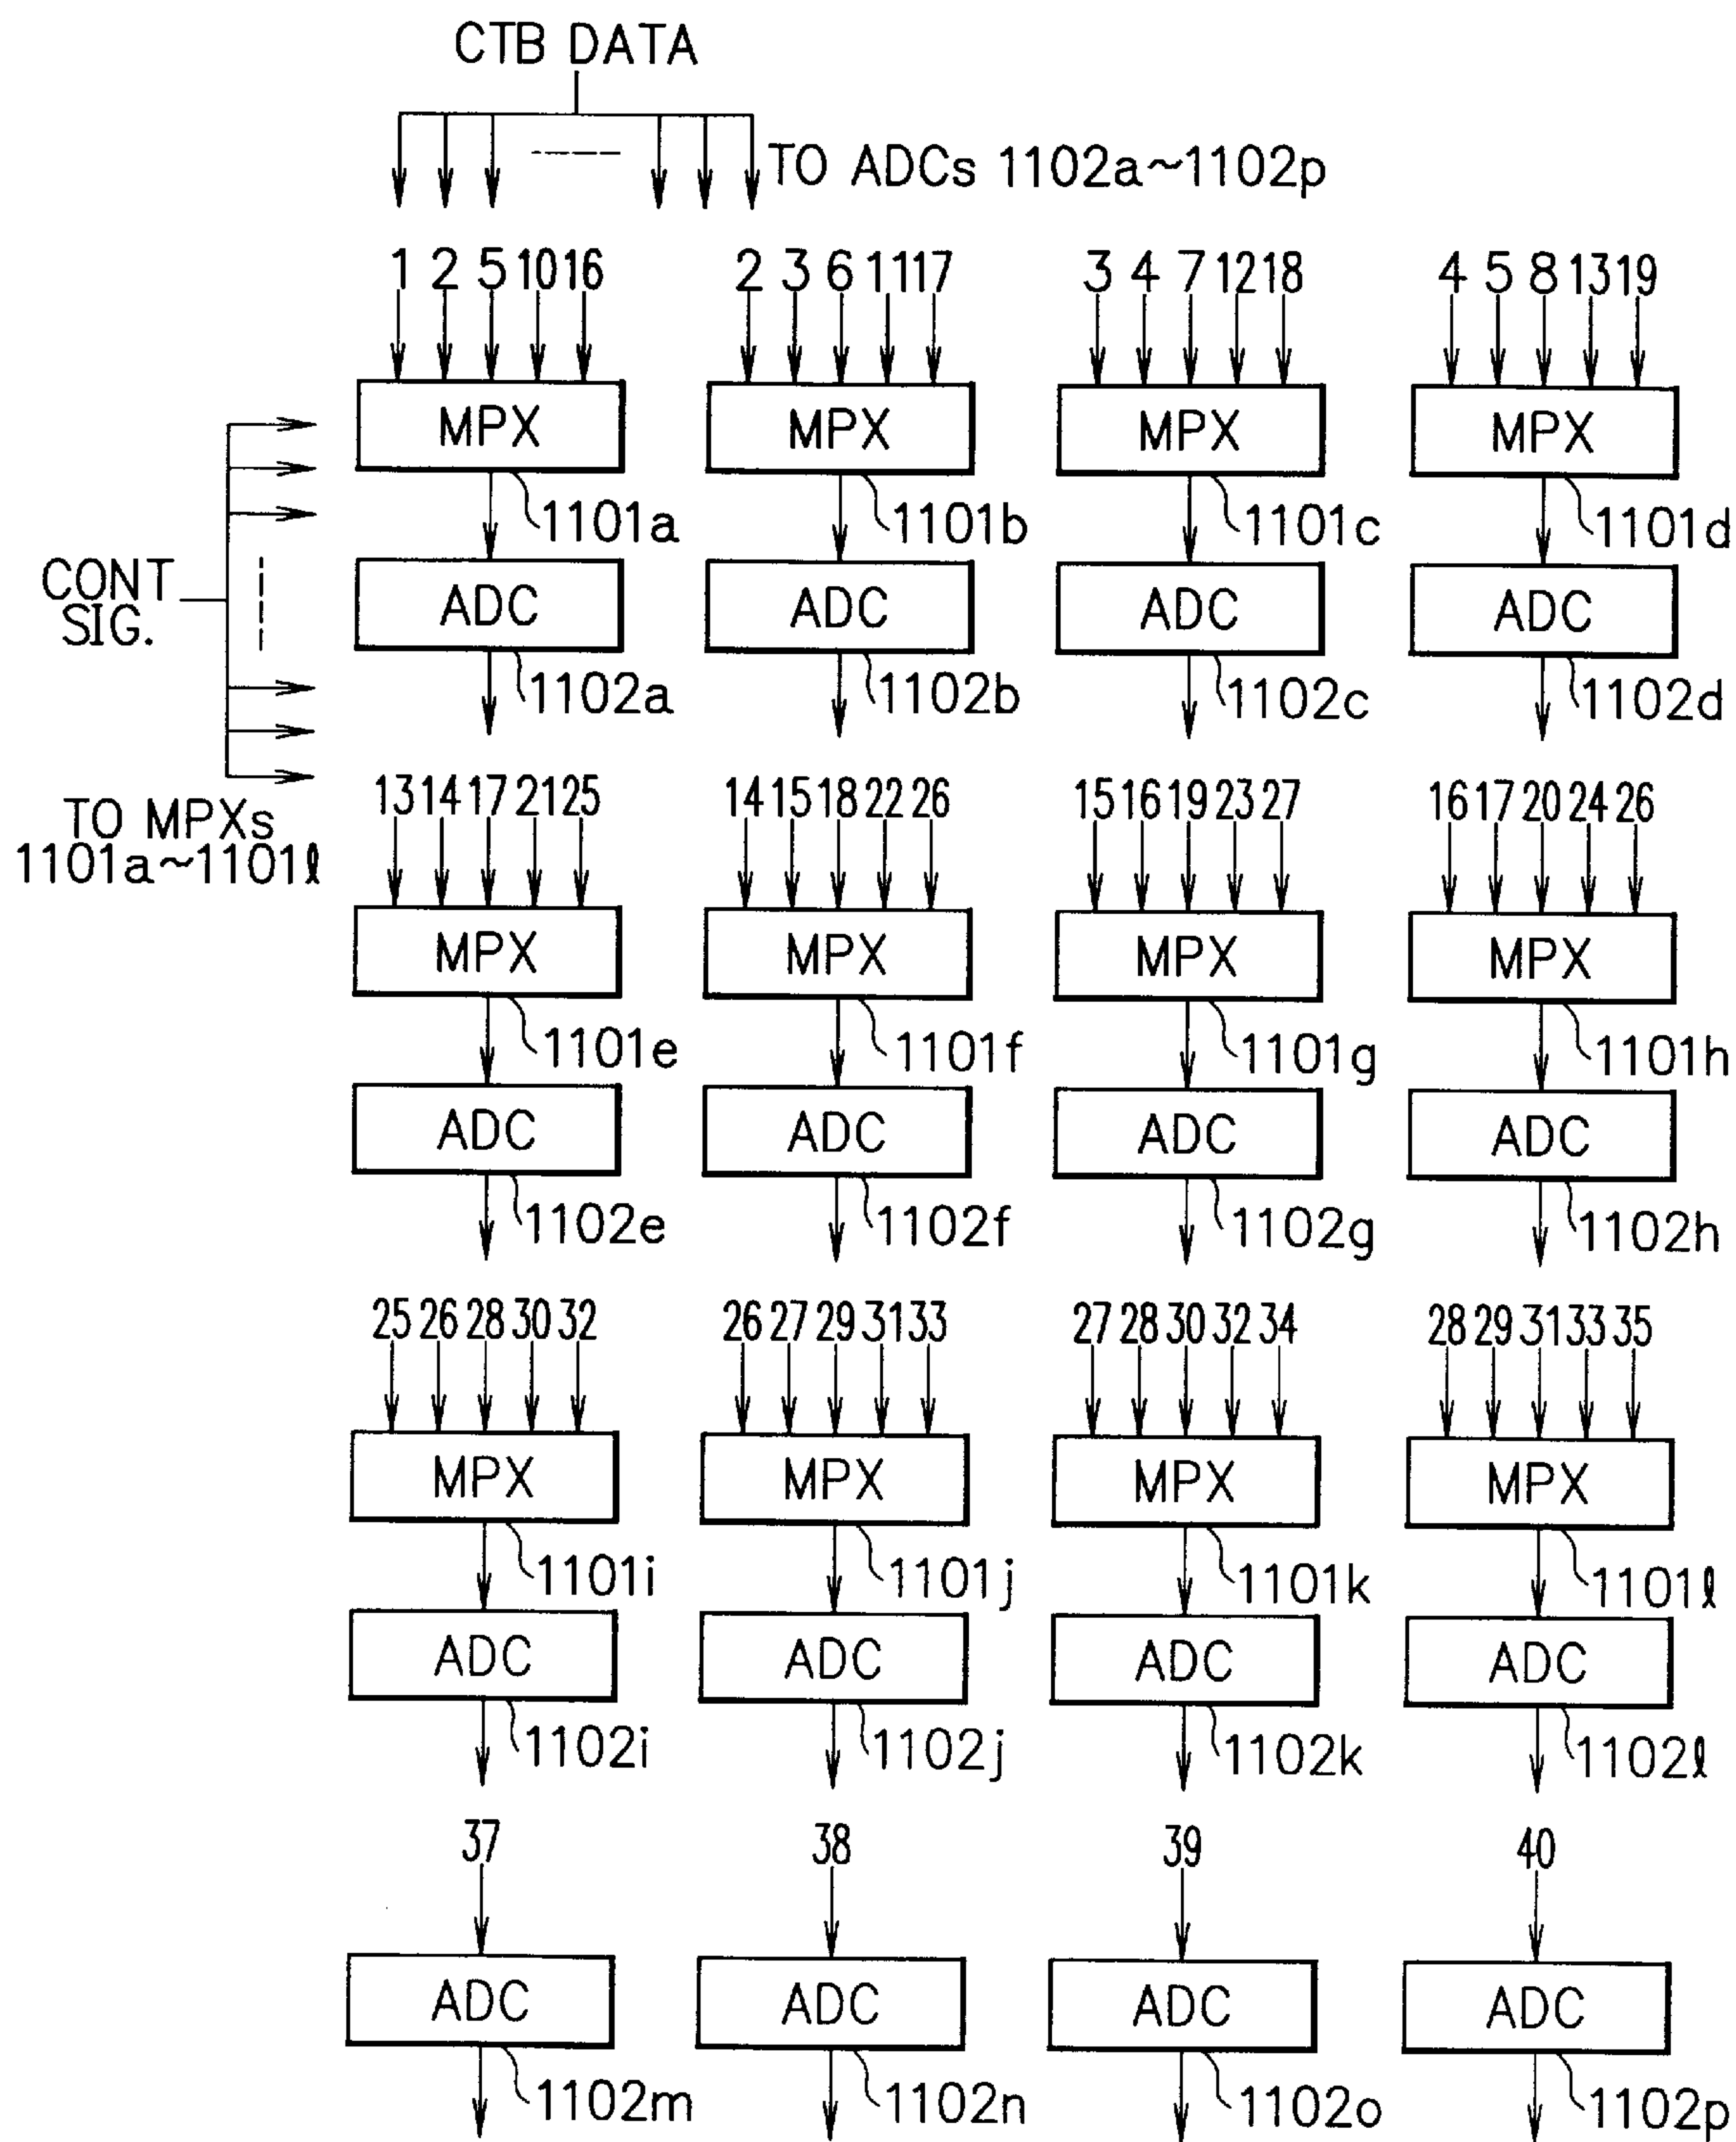 CTB DATA
TO ADCs 1102a~1102p
1 2 5 10 16 2 3 6 11 17 3 4 7 12 18 4 5 8 13 19
MPX MPX MPX MPX
1101a 1101b 1101c 1101d
CONT
SIG.
ADC ADC ADC ADC
1102a 1102b 1102c 1102d
TO MPXs
1101a~1101ℓ
13 14 17 21 25 14 15 18 22 26 15 16 19 23 27 16 17 20 24 26
MPX MPX MPX MPX
1101e 1101f 1101g 1101h
ADC ADC ADC ADC
1102e 1102f 1102g 1102h
25 26 28 30 32 26 27 29 31 33 27 28 30 32 34 28 29 31 33 35
MPX MPX MPX MPX
1101i 1101j 1101k 1101ℓ
ADC ADC ADC ADC
1102i 1102j 1102k 1102ℓ
37 38 39 40
ADC ADC ADC ADC
1102m 1102n 1102o 1102p